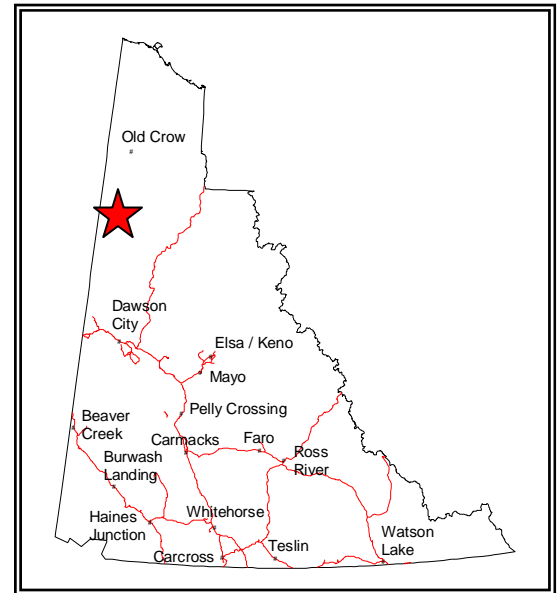 Old Crow
Dawson
City
Elsa / Keno
Mayo
Pelly Crossing
Beaver
Creek
Carmacks
Faro
Ross
River
Burwash
Landing
Haines
Junction
Whitehorse
Carcross
Teslin
Watson
Lake